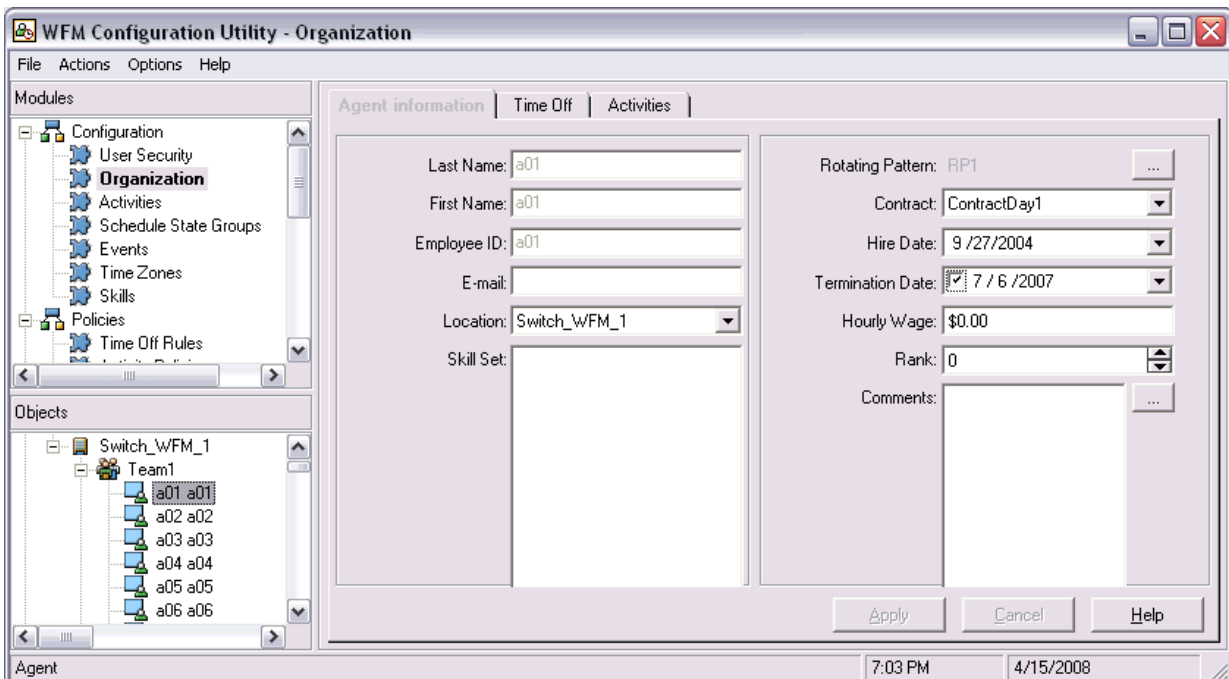 WFM Configuration Utility - Organization
File Actions Options Help
Modules
Configuration
User Security
Organization
Activities
Schedule State Groups
Events
Time Zones
Skills
Policies
Time Off Rules
Objects
Switch_WFM_1
Team1
a01 a01
a02 a02
a03 a03
a04 a04
a05 a05
a06 a06
Agent information Time Off Activities
Last Name: a01
First Name: a01
Employee ID: a01
E-mail:
Location: Switch_WFM_1
Skill Set:
Rotating Pattern: RP1 ...
Contract: ContractDay1
Hire Date: 9 /27/2004
Termination Date: 7 / 6 /2007
Hourly Wage: $0.00
Rank: 0
Comments: ...
Apply Cancel Help
Agent 7:03 PM 4/15/2008